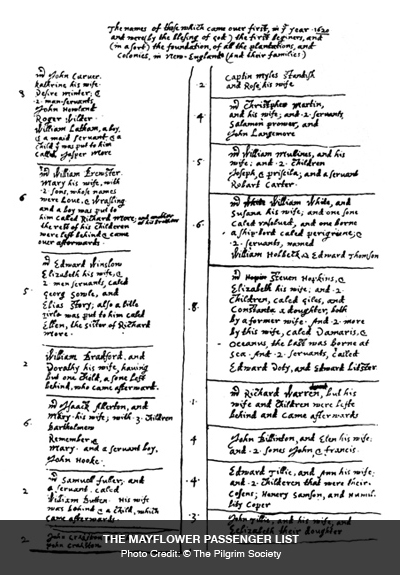 The names of those which came over first, in yᵉ year .1620
and were (by the blesing of god) the first beginers, and
(in a sort) the foundation, of all the plantations, and
Colonies, in New-England. (And their families)
8
mʳ John Caruer.
kathrine his wife.
Desire minter, &
.2. man-servants
John Howland
Roger Wilder.
William Latham, a boy,
& a maid servant, & a
Child yᵗ was put to him
Called, Jasper More
6
mʳ William Brewster.
Mary his wife, with
.2. sons, whose names
were Love, & Wrasling
and a boy was put to
him called Richard More; and another
of his brothers
the rest of his Children
were left behind & came
over afterwards.
5.
mʳ Edward Winslow
Elizabeth his wife, &
2 men servants, caled
Georg Sowle, and
Elias Story; also a litle
girle was put to him caled
Ellen, the sister of Richard
More.
2
William Bradford, and
Dorathy his wife, having
but one Child, a sone left
behind, who came afterward.
6
mʳ Isaack Allerton, and
Mary his wife; with .3. Children
Bartholmew
Remember, &
Mary. and a servant boy,
John Hooke.
2
mʳ Samuell fuller; and
a servant, caled
William Butten. His wife
was behind & a Child, which
came afterwards.
2
John Crakston
John Crakston
.2
Captin Myles Standish
and Rose, his wife
4.
mʳ Christopher Martin,
and his wife; and .2. servants,
Salamon prower, and
John Langemore
.5
mʳ William Mullines, and his
wife; and .2. Children
Joseph, & priscila; and a servant
Robart Carter.
.6.
mʳ William White, and
Susana his wife; and one sone
caled resolved, and one borne
a ship-bord caled peregriene; &
.2. servants, named
William Holbeck, & Edward Thomson
.8.
mʳ Steven Hopkins, &
Elizabeth his wife; and .2.
Children, caled Giles, and
Constanta a doughter, both
by a former wife. And .2. more
by this wife, caled Damaris, &
Oceanus, the last was borne at
sea. And .2. servants, called
Edward Doty, and Edward Litster
.1.
mʳ Richard Warren, but his
wife and Children were lefte
behind and came afterwards
4
John Billinton, and Elen his wife:
and .2. sones John & Francis.
.4.
Edward Tillie, and Ann his wife:
and .2. Children that were their
Cosens; Henery Samson, and Humil-
lity Coper
.3.
John Tillie, and his wife; and
Eelizabeth their doughter
THE MAYFLOWER PASSENGER LIST
Photo Credit: © The Pilgrim Society